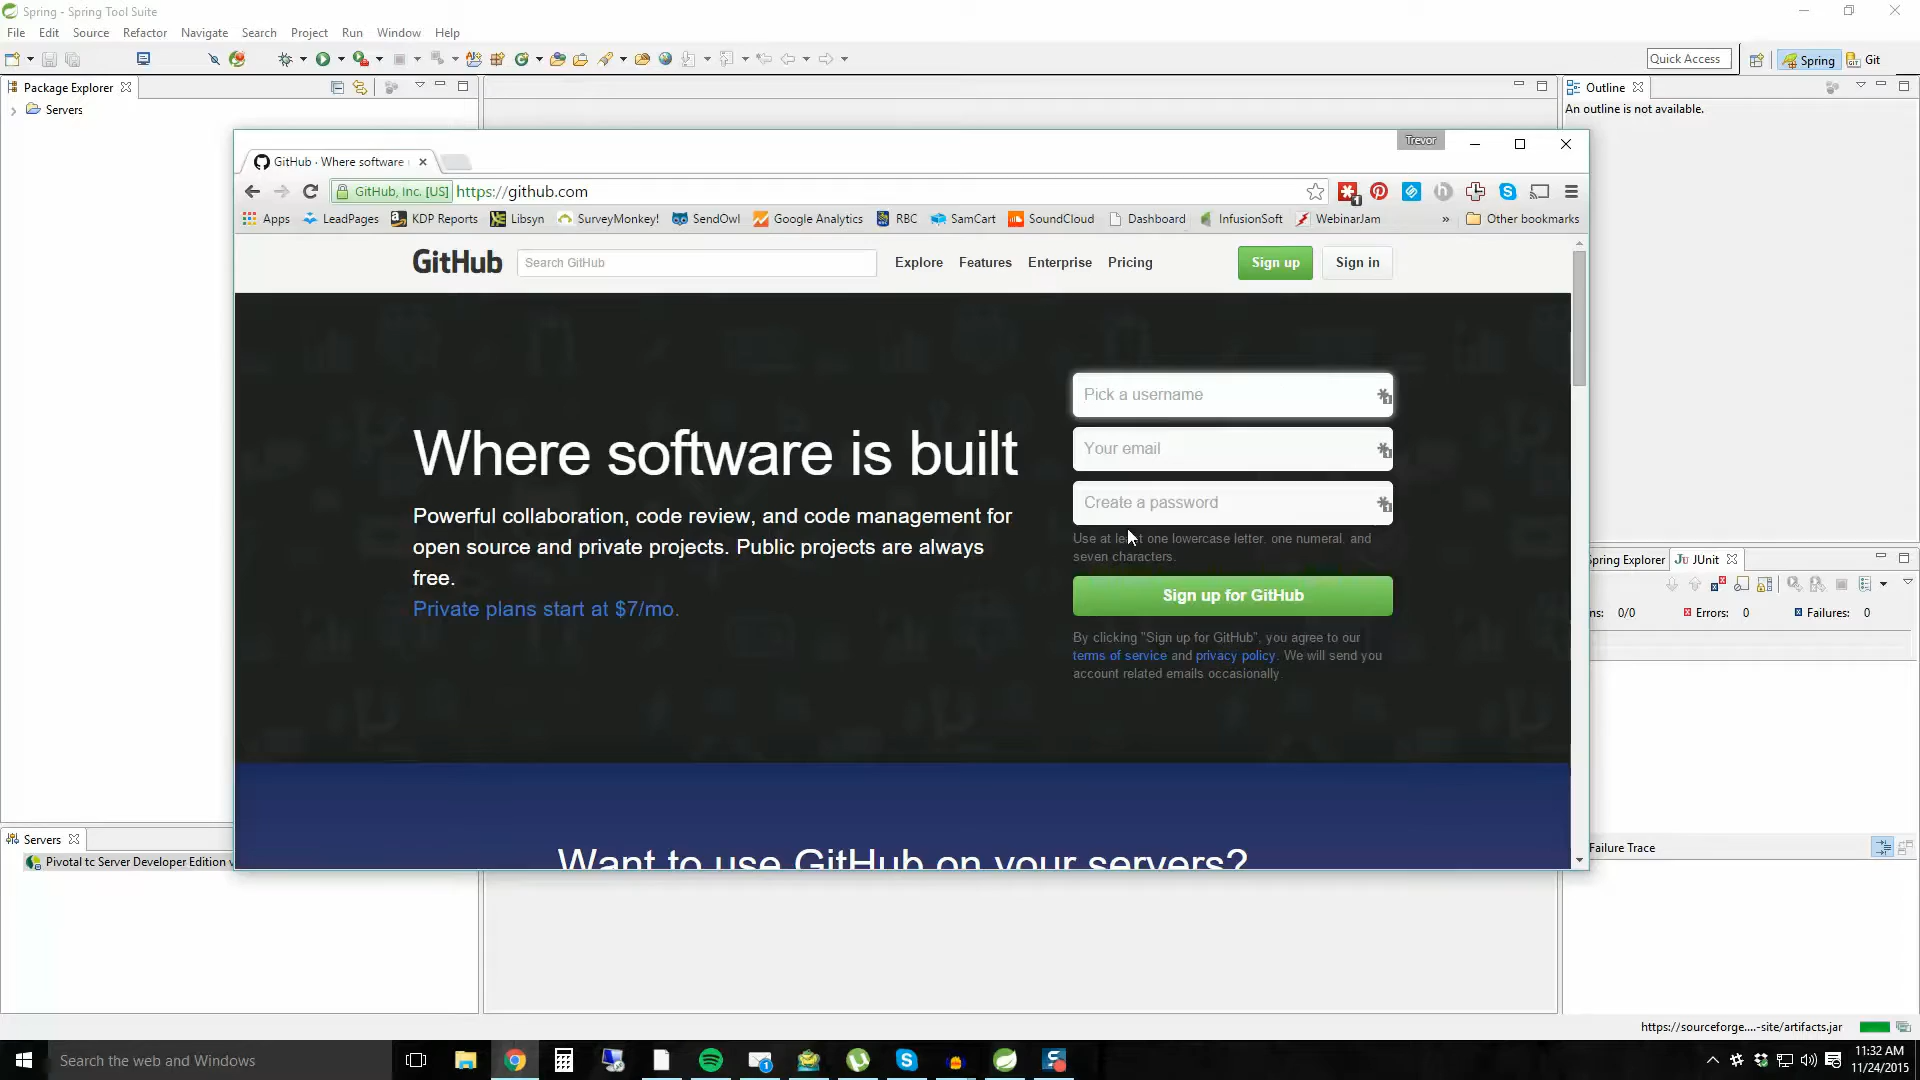 Spring - Spring Tool Suite
File Edit Source Refactor Navigate Search Project Run Window Help
Quick Access
Spring
Git
Package Explorer
Servers
Outline
An outline is not available.
Trevor
GitHub · Where software
GitHub, Inc. [US] https://github.com
Apps LeadPages KDP Reports Libsyn SurveyMonkey! SendOwl Google Analytics RBC SamCart SoundCloud Dashboard InfusionSoft WebinarJam » Other bookmarks
GitHub
Search GitHub
Explore Features Enterprise Pricing
Sign up
Sign in
Where software is built
Powerful collaboration, code review, and code management for
open source and private projects. Public projects are always
free.
Private plans start at $7/mo.
Pick a username
Your email
Create a password
Use at least one lowercase letter, one numeral, and
seven characters.
Sign up for GitHub
By clicking "Sign up for GitHub", you agree to our
terms of service and privacy policy. We will send you
account related emails occasionally.
Want to use GitHub on your servers?
pring Explorer
JUnit
ns: 0/0 Errors: 0 Failures: 0
Failure Trace
Servers
Pivotal tc Server Developer Edition v
https://sourceforge....-site/artifacts.jar
Search the web and Windows
11:32 AM
11/24/2015